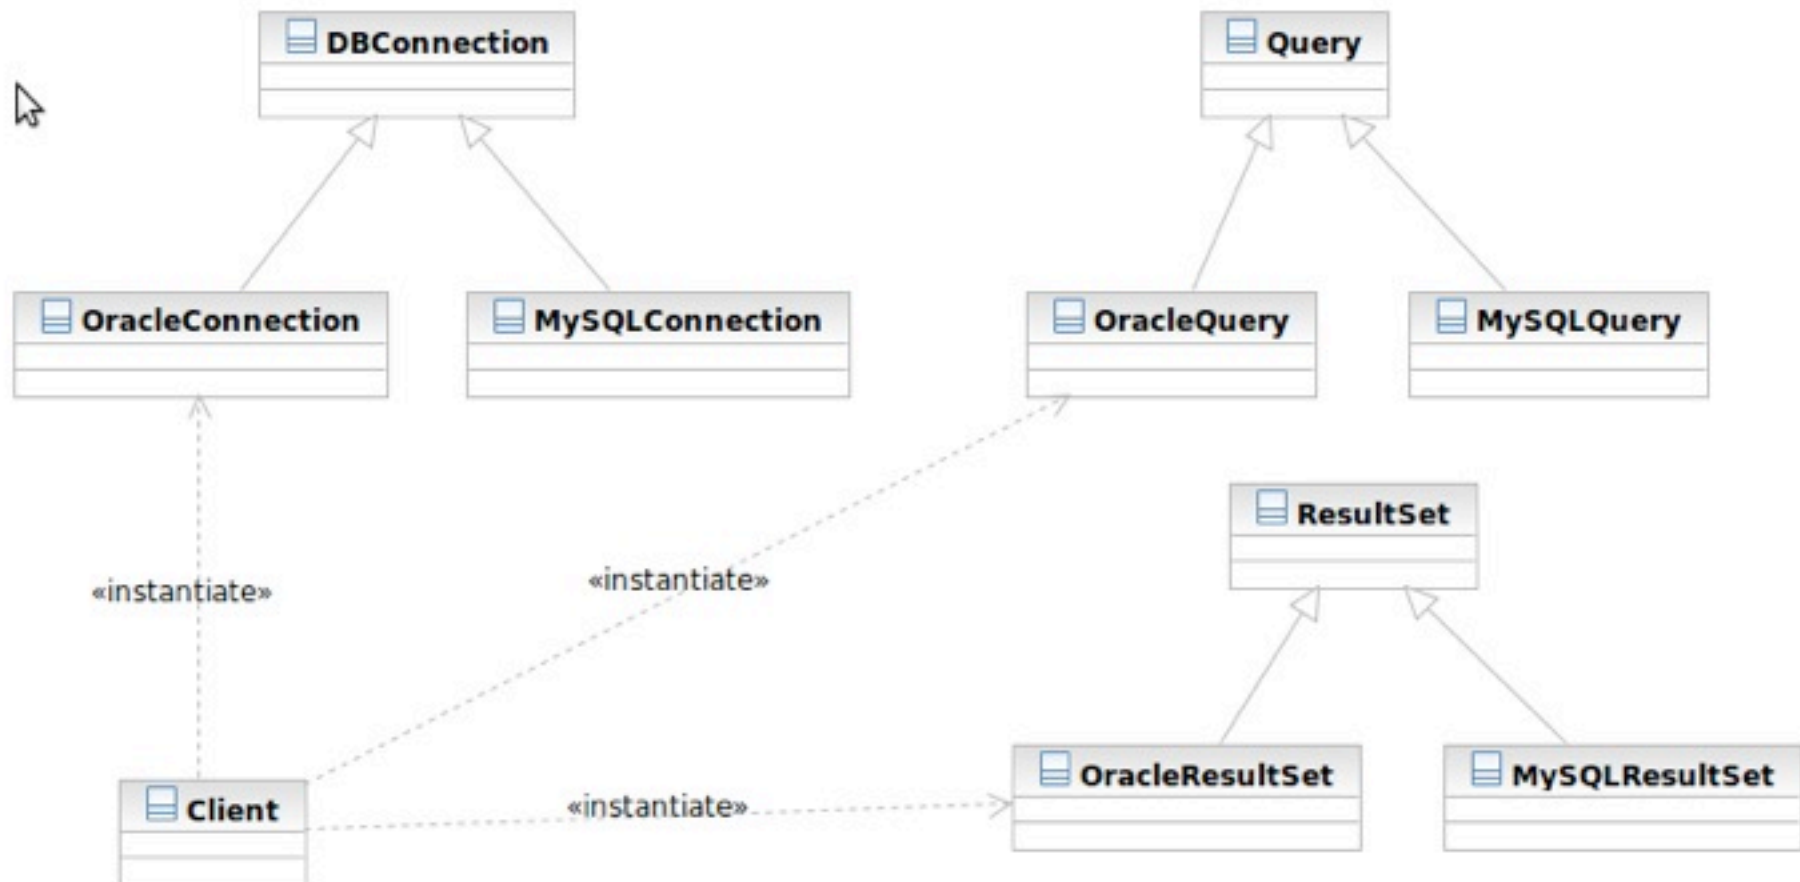 DBConnection
Query
OracleConnection
MySQLConnection
OracleQuery
MySQLQuery
ResultSet
«instantiate»
«instantiate»
OracleResultSet
MySQLResultSet
Client
«instantiate»